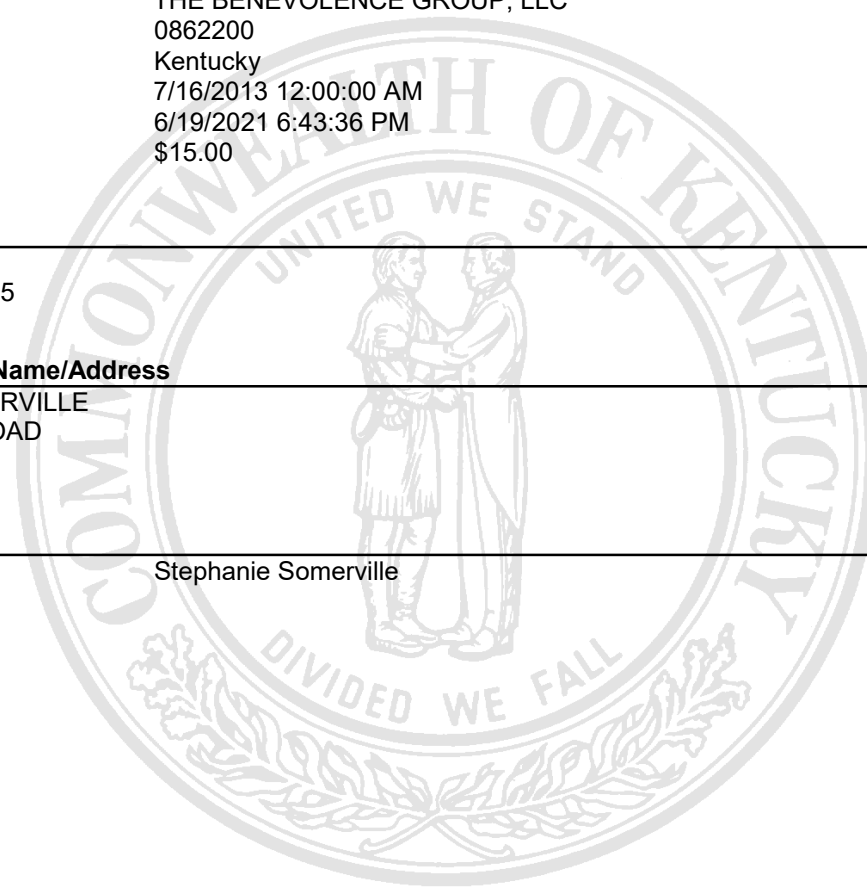 THE BENEVOLENCE GROUP, LLC
0862200
Kentucky
7/16/2013 12:00:00 AM
6/19/2021 6:43:36 PM
$15.00
5
Name/Address
RVILLE
OAD
Stephanie Somerville
COMMONWEALTH OF KENTUCKY
UNITED WE STAND
DIVIDED WE FALL